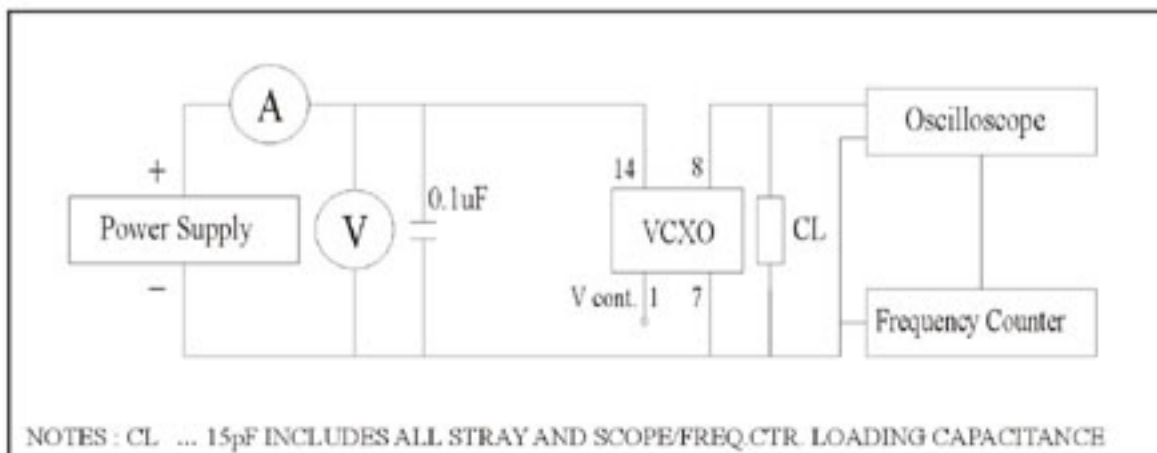 A
Oscilloscope
+
14
8
0.1uF
Power Supply
V
VCXO
CL
−
V cont.
1
7
Frequency Counter
NOTES : CL ... 15pF INCLUDES ALL STRAY AND SCOPE/FREQ.CTR. LOADING CAPACITANCE